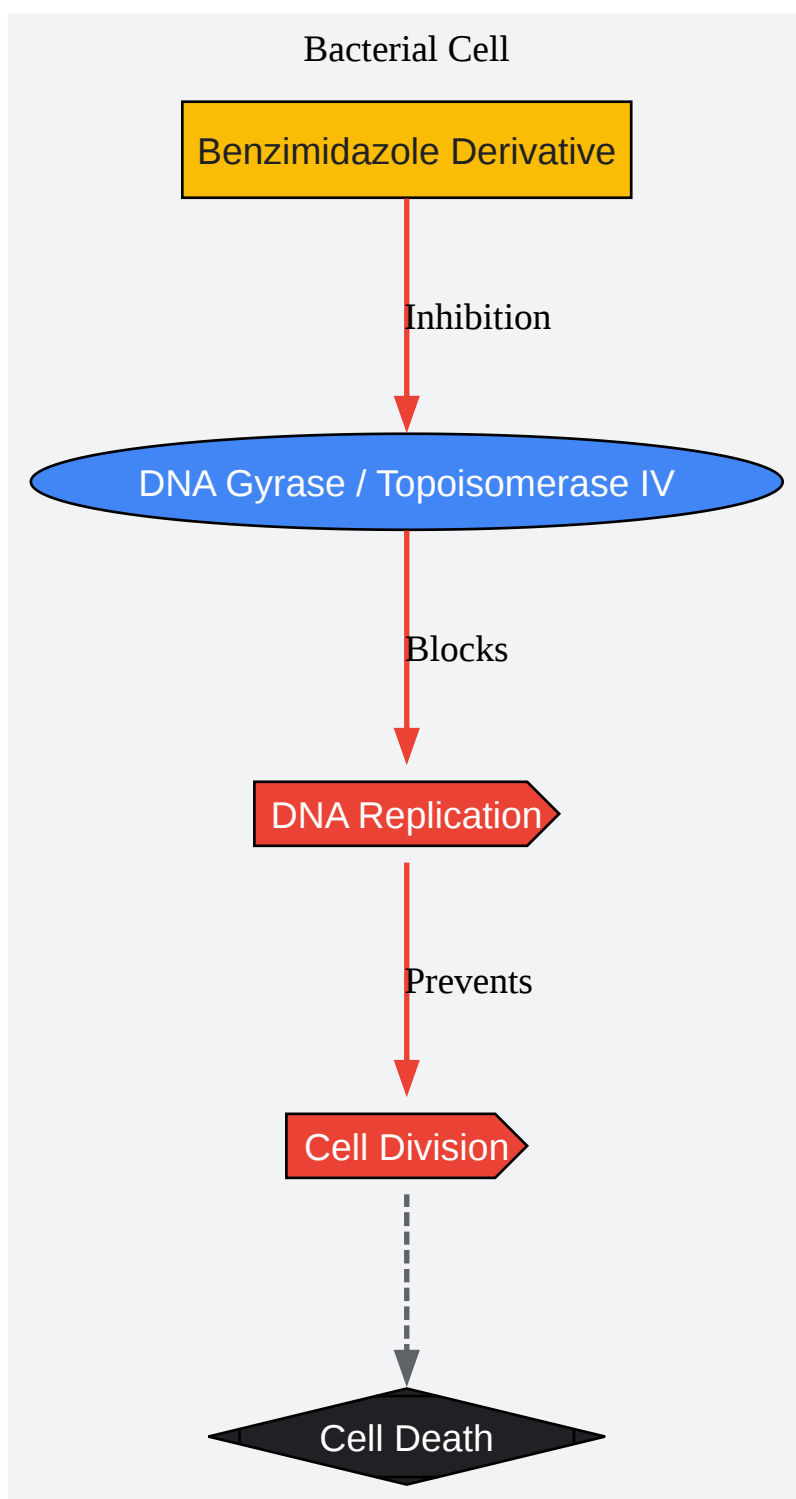 Bacterial Cell
Benzimidazole Derivative
Inhibition
DNA Gyrase / Topoisomerase IV
Blocks
DNA Replication
Prevents
Cell Division
Cell Death